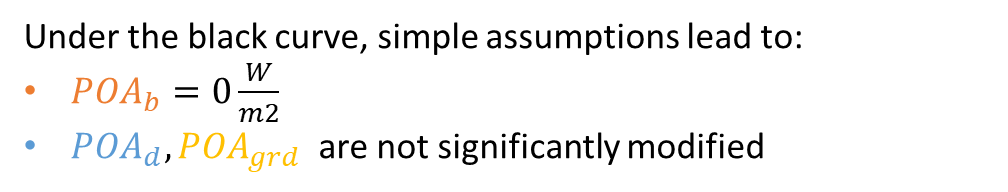 Under the black curve, simple assumptions lead to:
• POA_b = 0 W/m2
• POA_d, POA_grd are not significantly modified